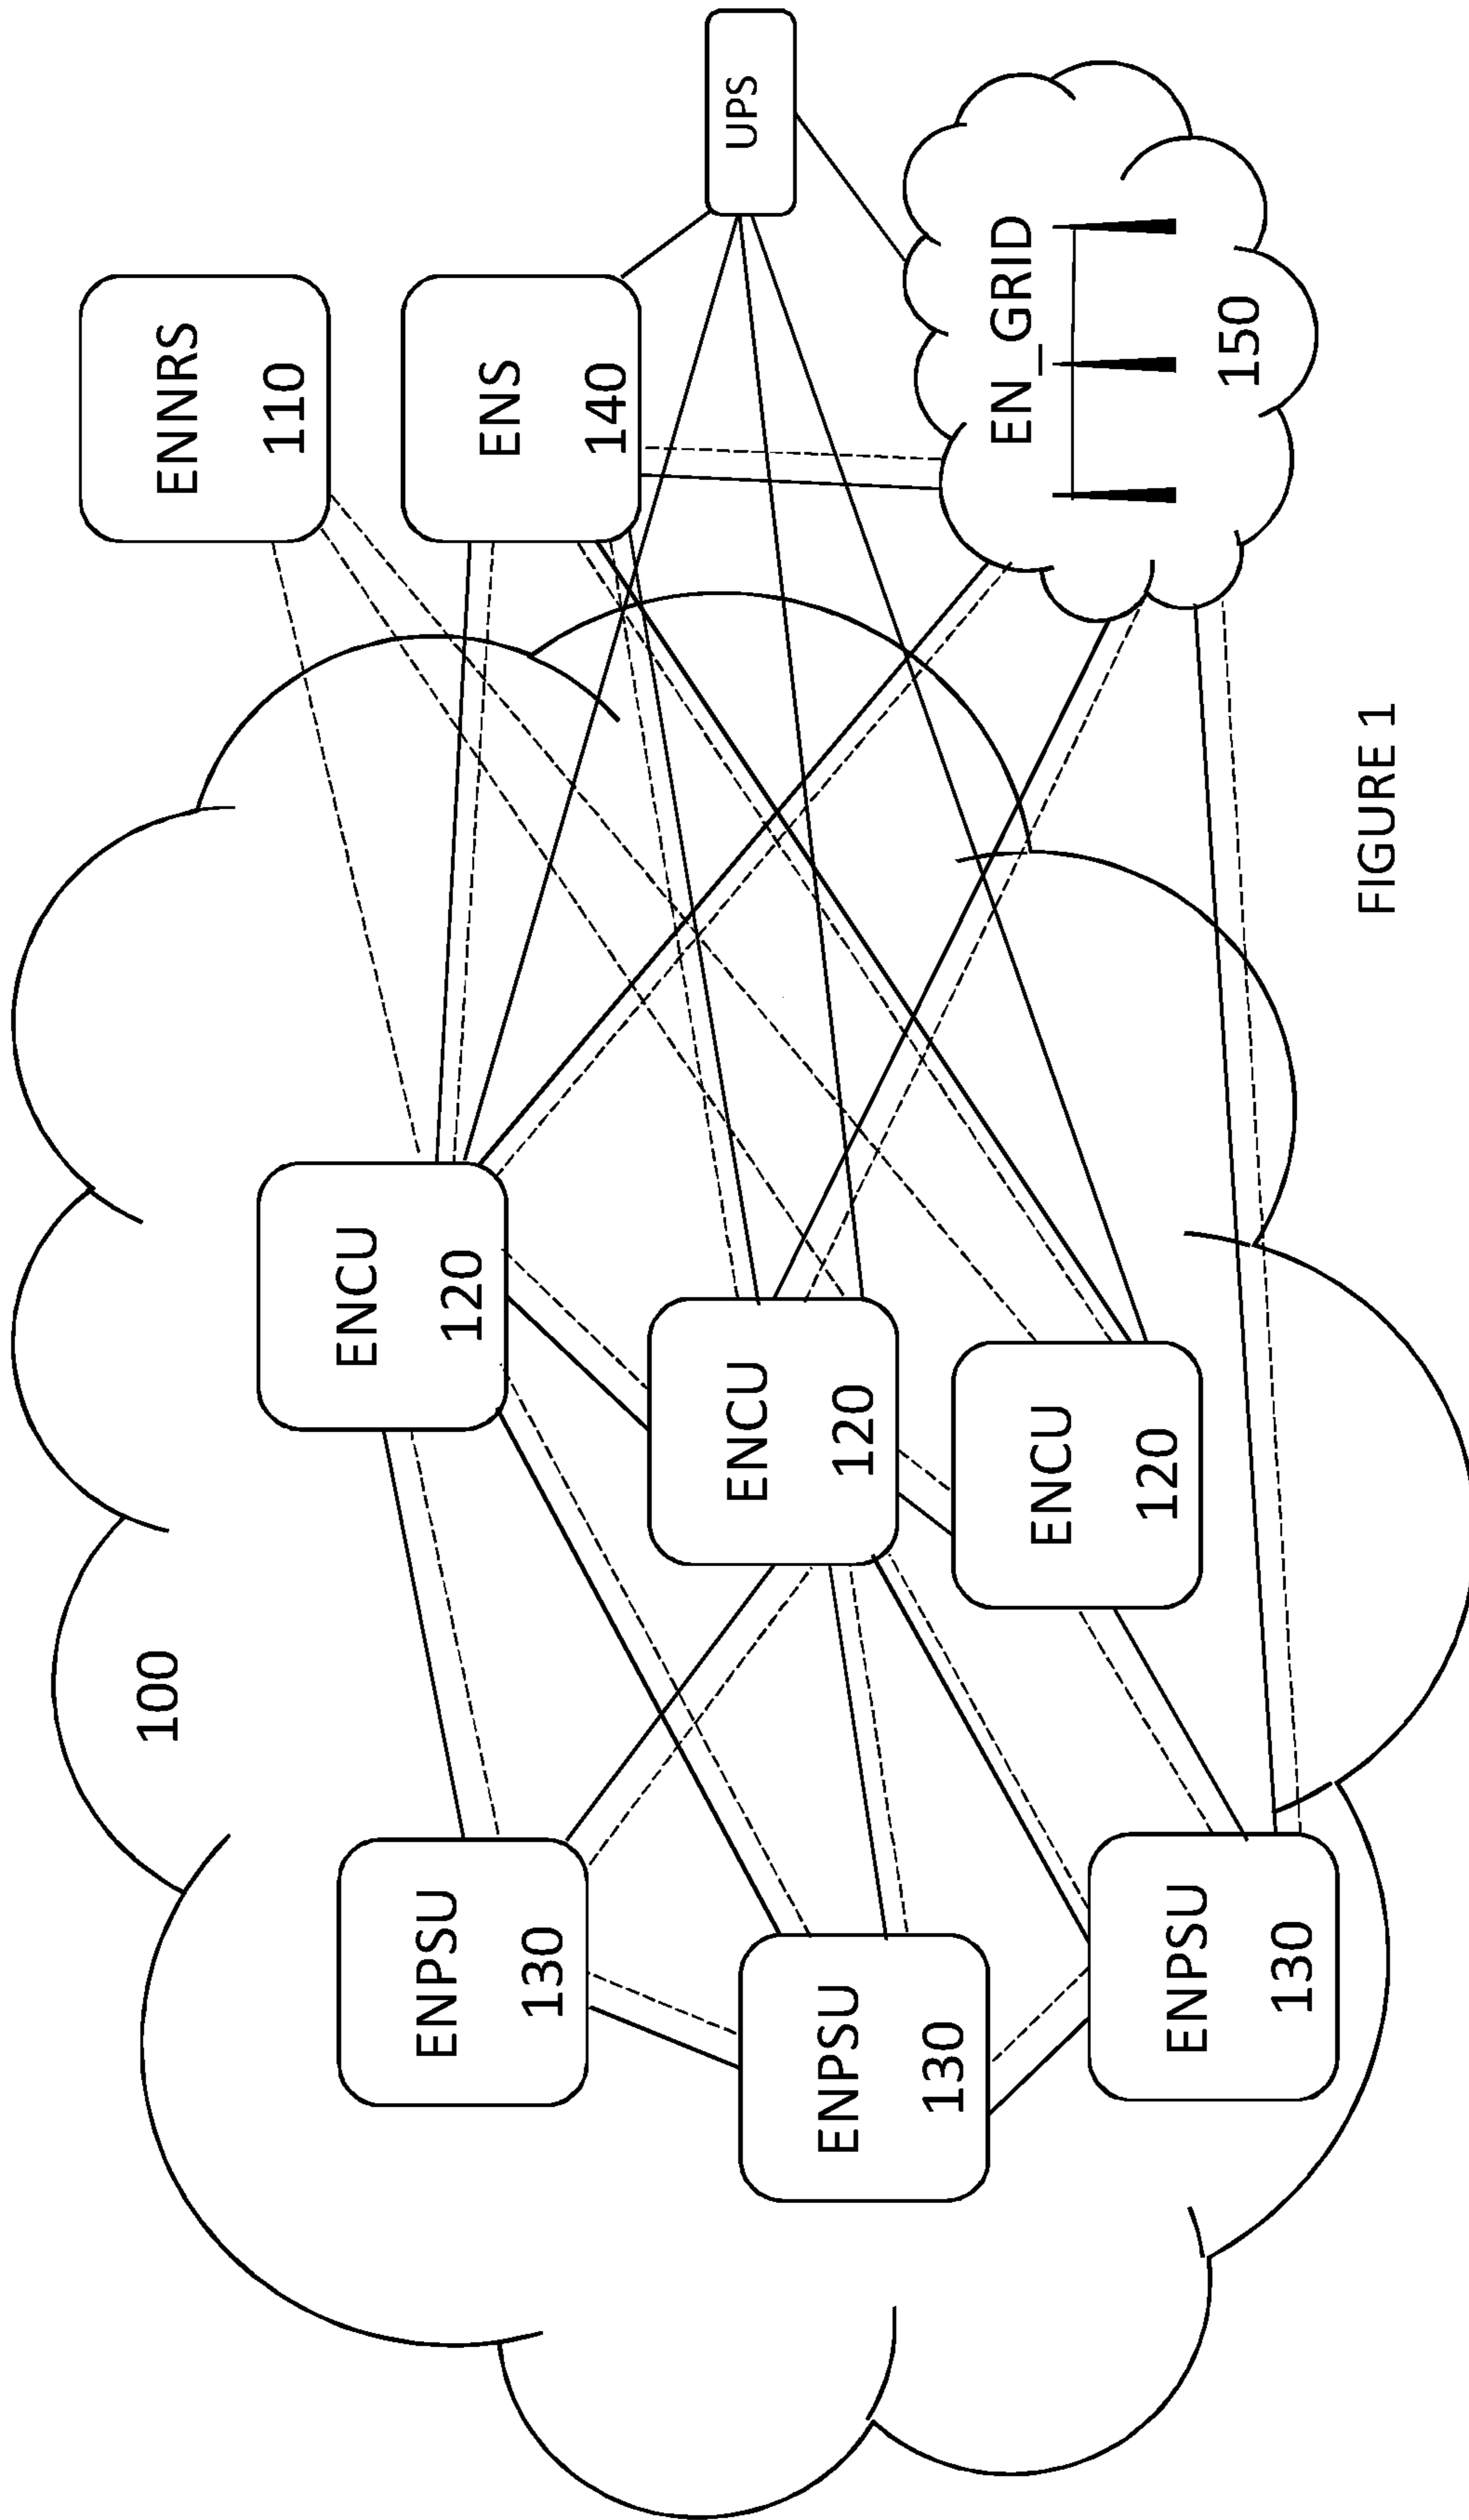 100
ENNRS
110
ENCU
120
ENPSU
130
ENS
140
UPS
ENCU
120
ENPSU
130
EN_GRID
150
ENCU
120
ENPSU
130
FIGURE 1